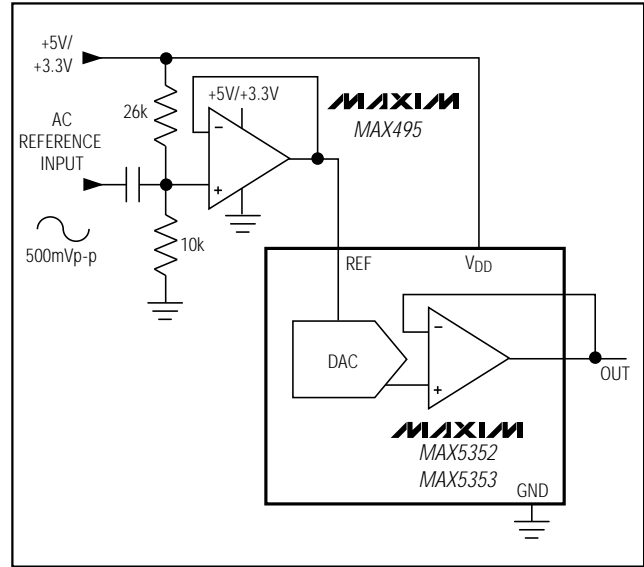 +5V/
+3.3V
26k
+5V/+3.3V
MAXIM
MAX495
AC
REFERENCE
INPUT
−
+
10k
500mVp-p
REF
VDD
DAC
−
+
OUT
MAXIM
MAX5352
MAX5353
GND